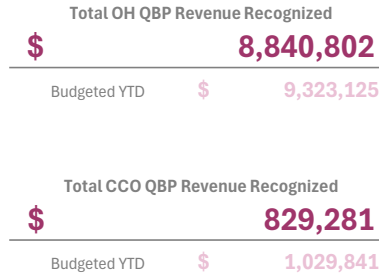 Total OH QBP Revenue Recognized
$ 8,840,802
Budgeted YTD $ 9,323,125
Total CCO QBP Revenue Recognized
$ 829,281
Budgeted YTD $ 1,029,841